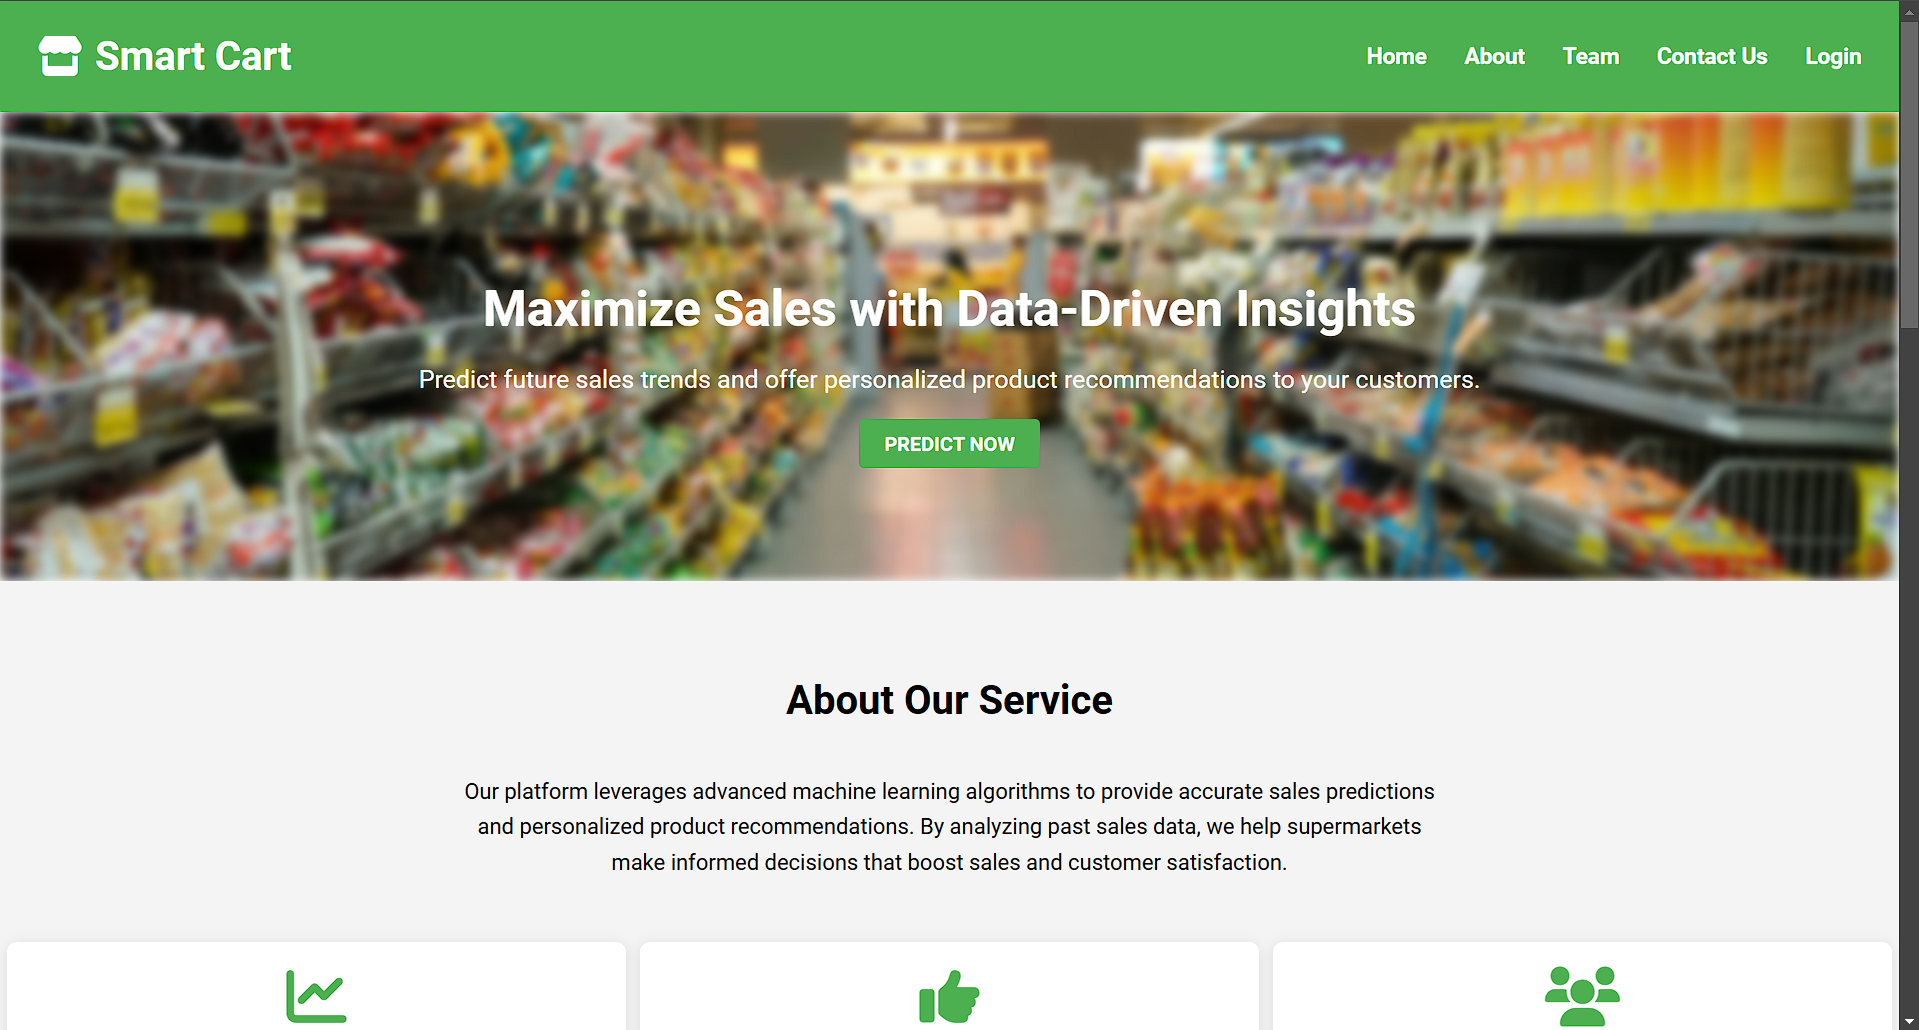 Smart Cart
Home About Team Contact Us Login
Maximize Sales with Data-Driven Insights
Predict future sales trends and offer personalized product recommendations to your customers.
PREDICT NOW
About Our Service
Our platform leverages advanced machine learning algorithms to provide accurate sales predictions
and personalized product recommendations. By analyzing past sales data, we help supermarkets
make informed decisions that boost sales and customer satisfaction.